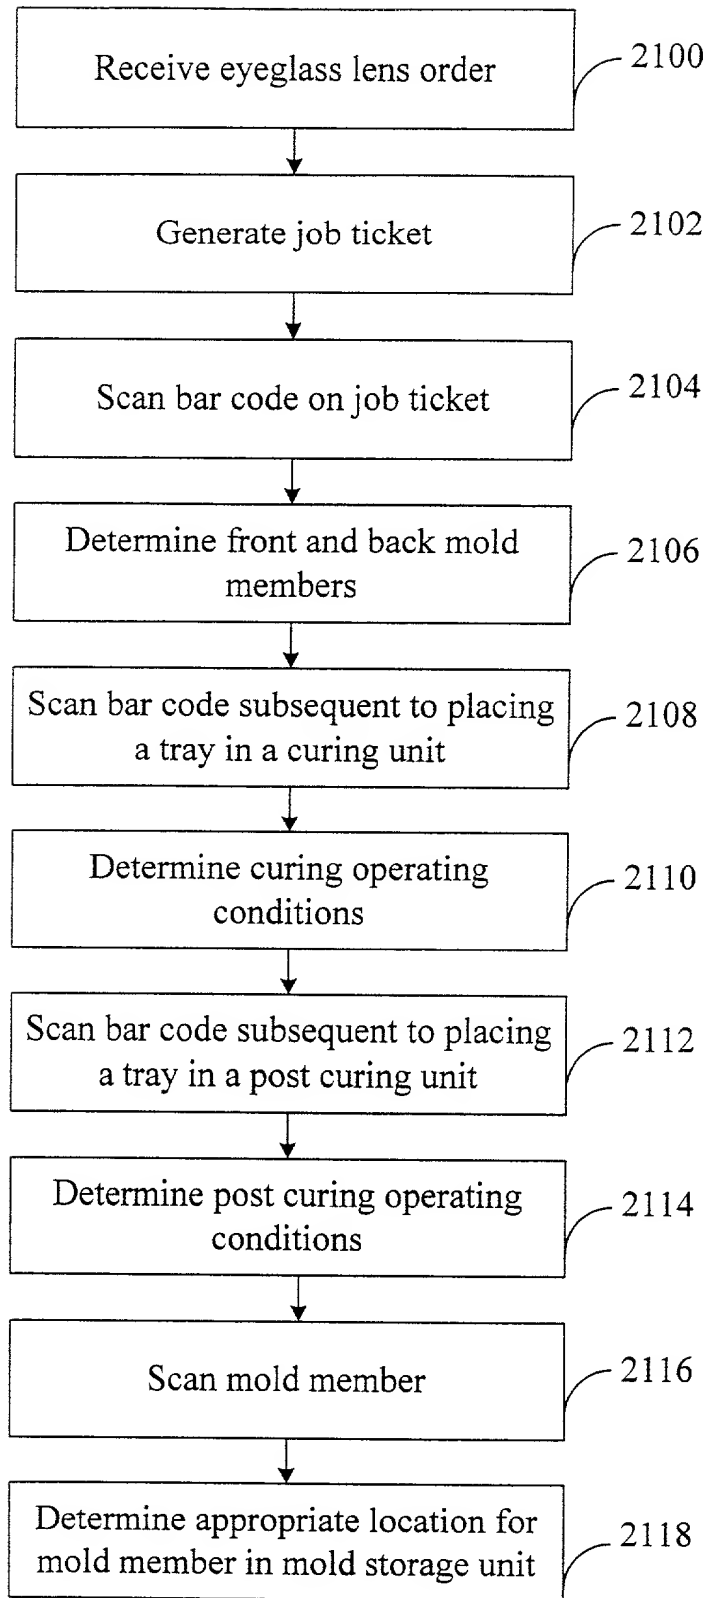 Receive eyeglass lens order
2100
Generate job ticket
2102
Scan bar code on job ticket
2104
Determine front and back mold
members
2106
Scan bar code subsequent to placing
a tray in a curing unit
2108
Determine curing operating
conditions
2110
Scan bar code subsequent to placing
a tray in a post curing unit
2112
Determine post curing operating
conditions
2114
Scan mold member
2116
Determine appropriate location for
mold member in mold storage unit
2118